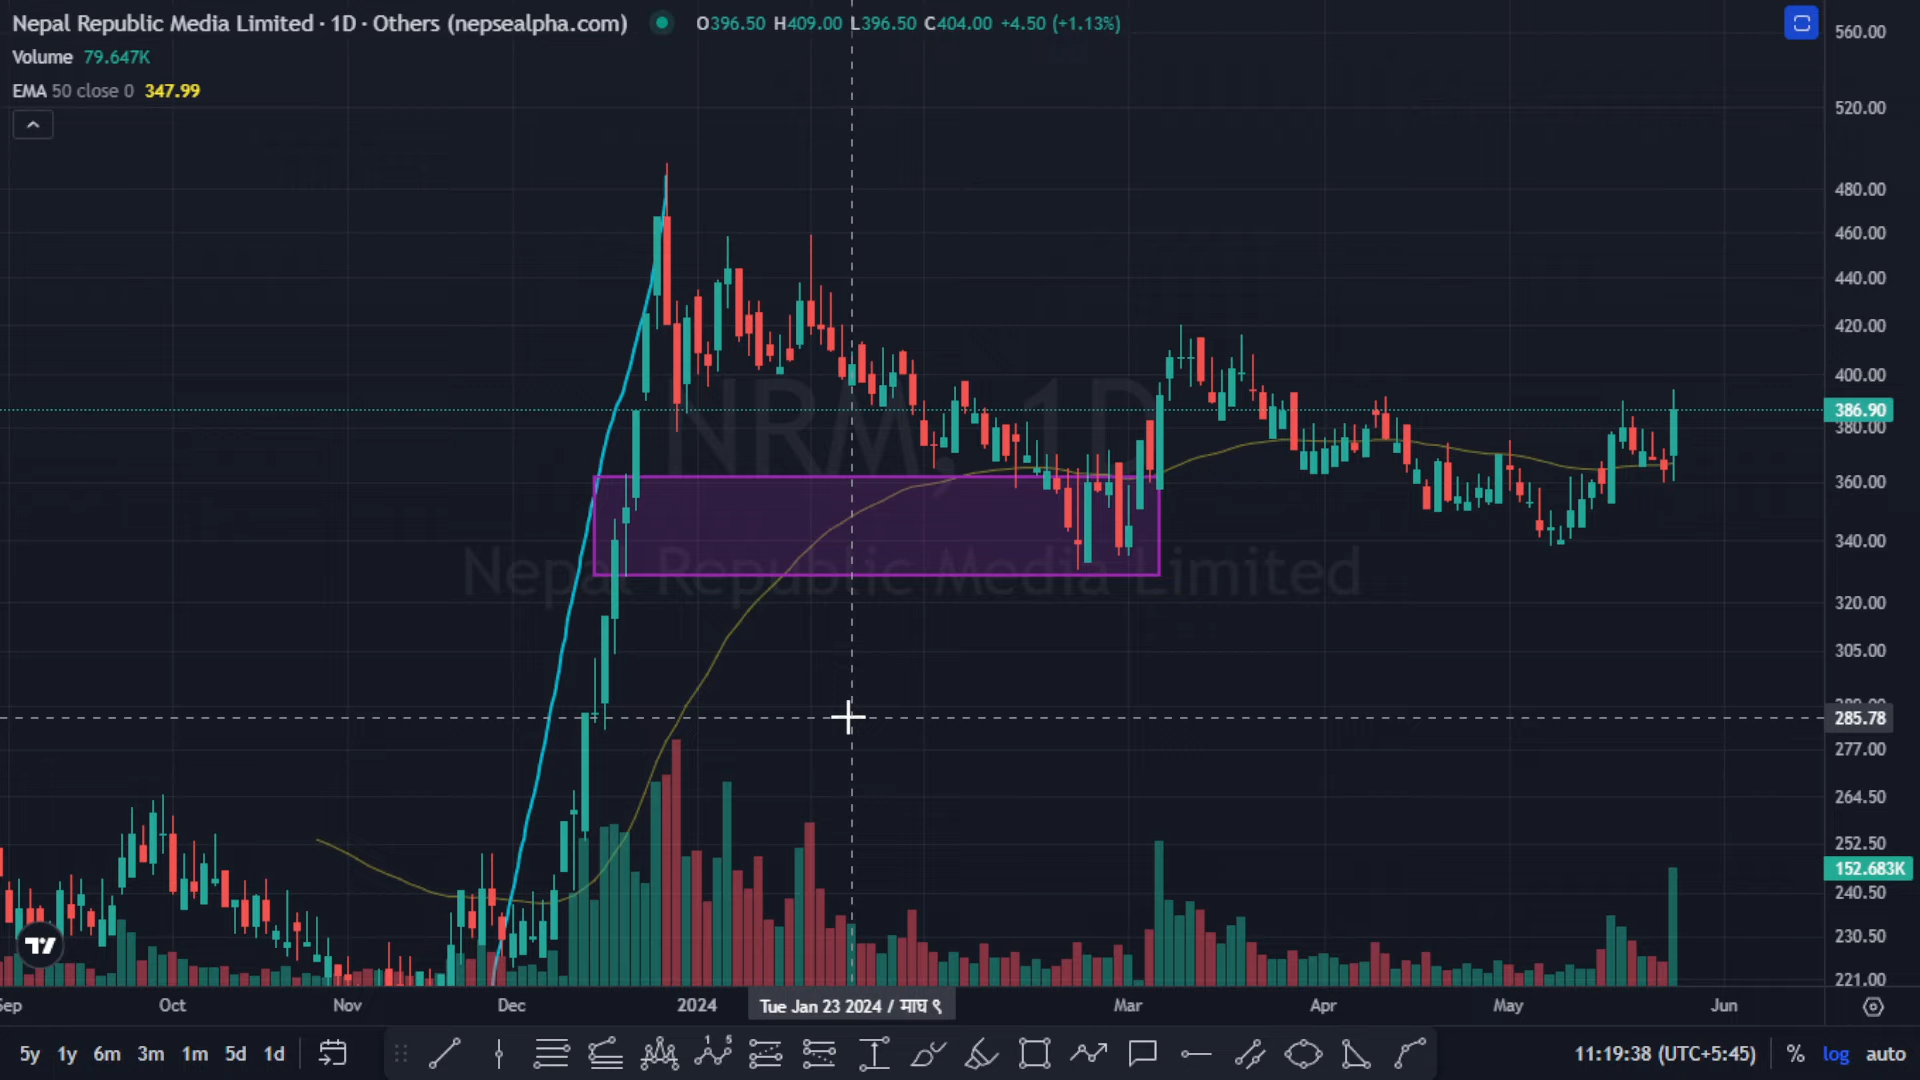 Nepal Republic Media Limited · 1D · Others (nepsealpha.com) O396.50 H409.00 L396.50 C404.00 +4.50 (+1.13%)
Volume 79.647K
EMA 50 close 0 347.99
560.00
520.00
480.00
460.00
440.00
420.00
400.00
386.90
380.00
360.00
340.00
320.00
305.00
285.78
277.00
264.50
252.50
152.683K
240.50
230.50
221.00
NRM, 1D
Nepal Republic Media Limited
Sep Oct Nov Dec 2024 Tue Jan 23 2024 / माघ ९ Mar Apr May Jun
5y 1y 6m 3m 1m 5d 1d 11:19:38 (UTC+5:45) % log auto